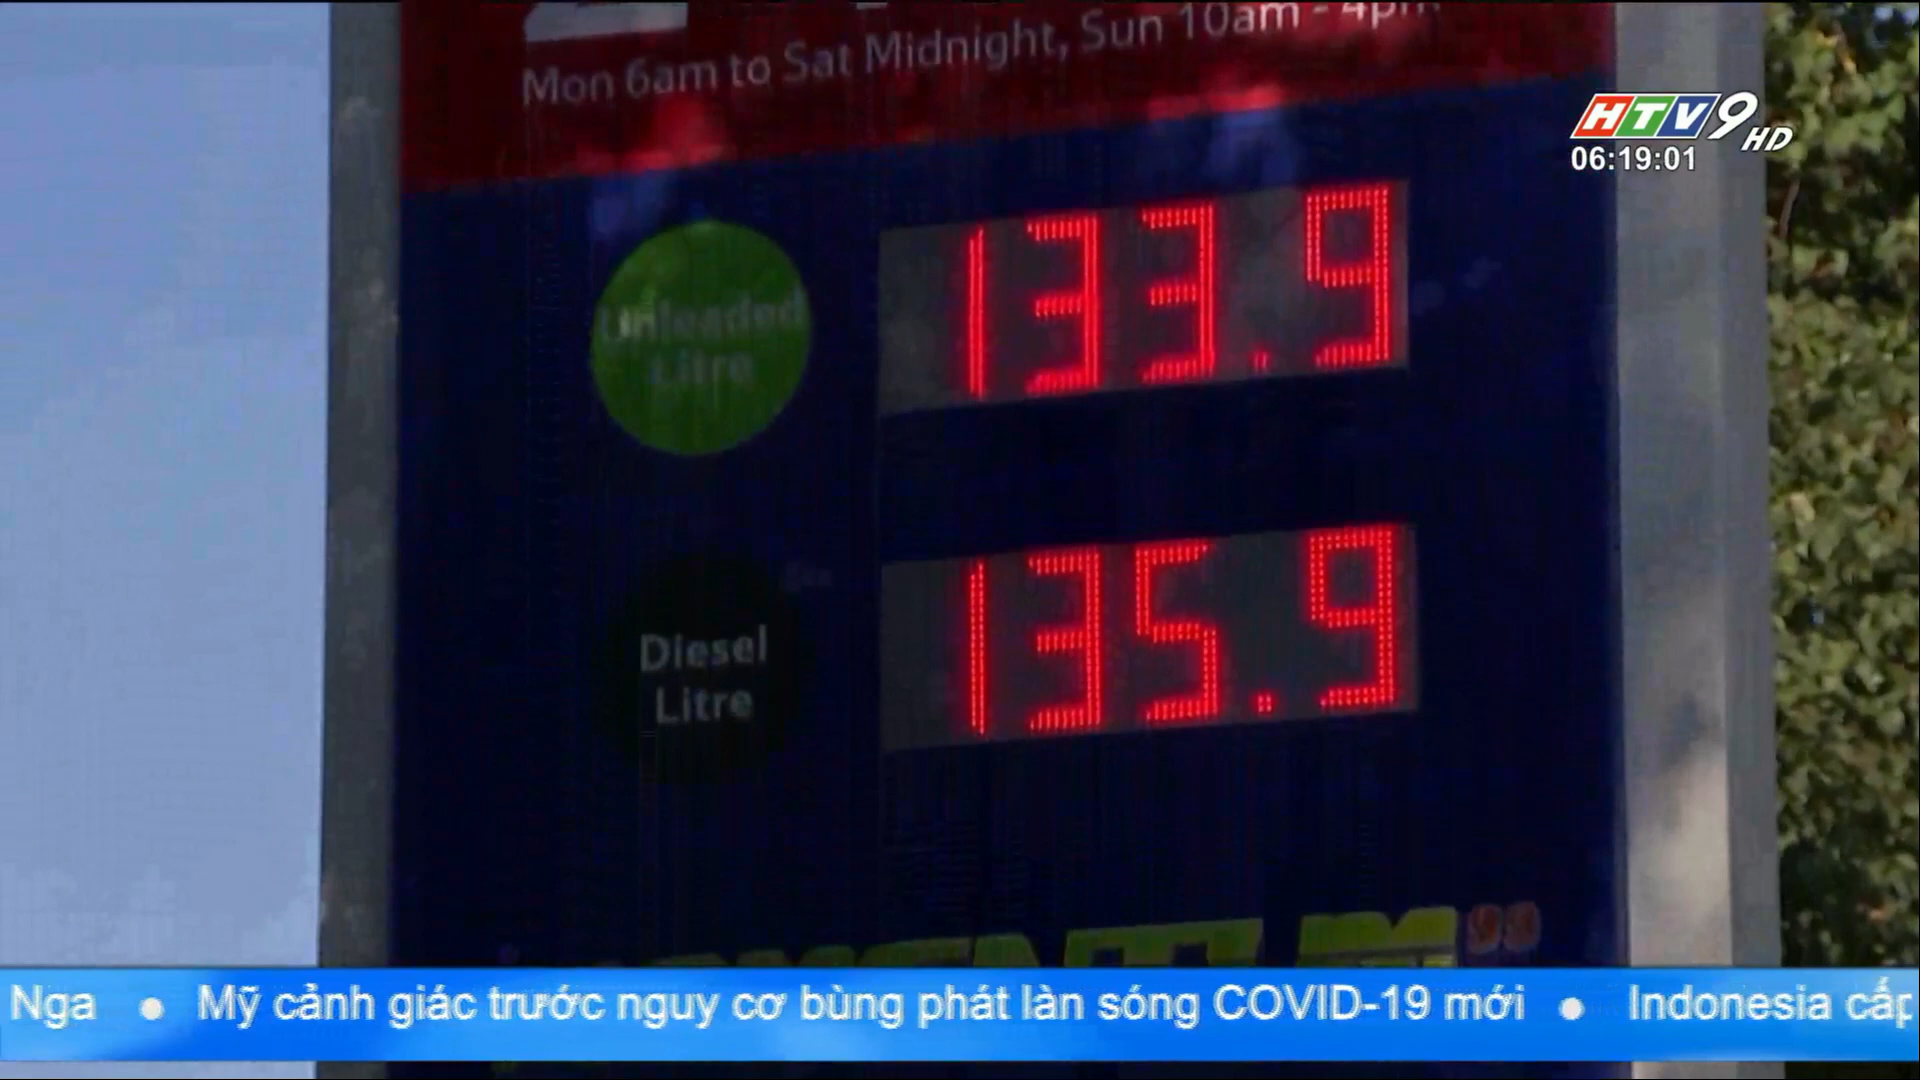 Mon 6am to Sat Midnight, Sun 10am - 4pm
HTV9 HD
06:19:01
Unleaded
Litre
133.9
Diesel
Litre
135.9
Nga • Mỹ cảnh giác trước nguy cơ bùng phát làn sóng COVID-19 mới • Indonesia cấp